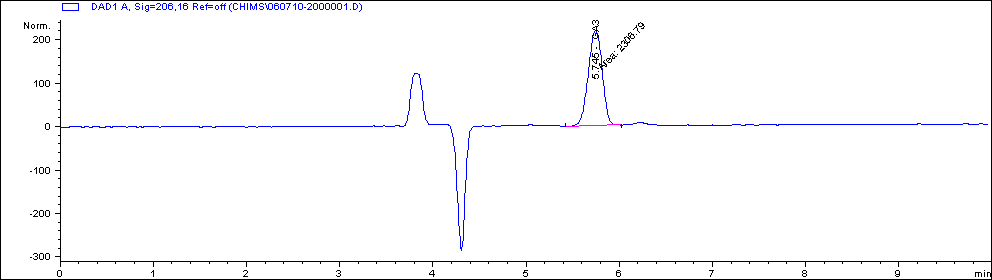 DAD1 A, Sig=206,16 Ref=off (CHIMS\060710-2000001.D)
Norm.
200
100
0
-100
-200
-300
5.745 - GA3
Area: 2306.79
0 1 2 3 4 5 6 7 8 9 min